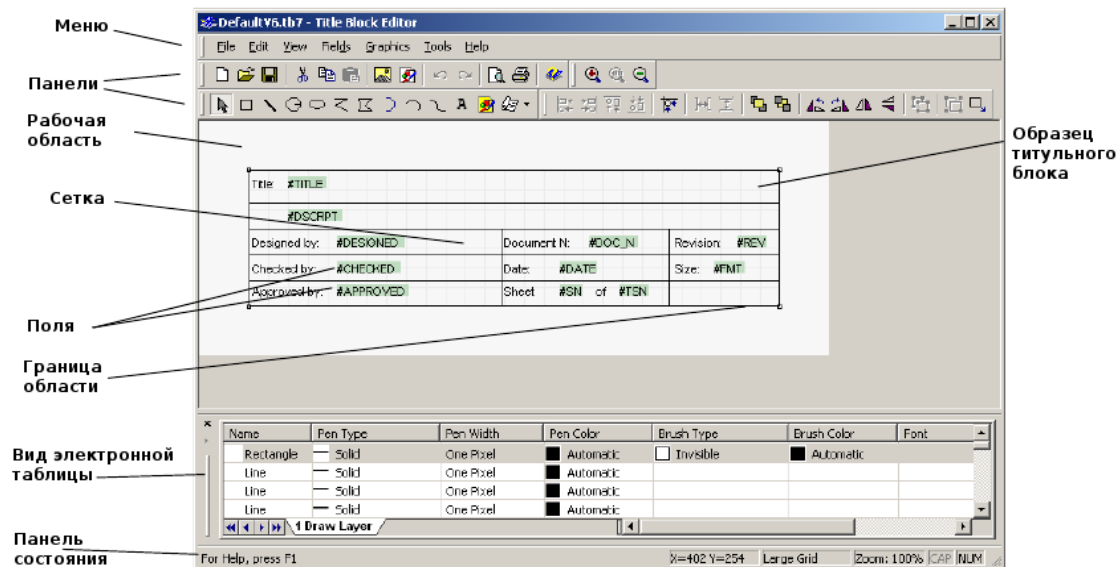 DefaultV6.tb7 - Title Block Editor
Меню
File Edit View Fields Graphics Tools Help
Панели
Рабочая
область
Образец
титульного
блока
Title: #TITLE
Сетка
#DSCRPT
Designed by: #DESIGNED Document N: #DOC_N Revision: #REV
Checked by: #CHECKED Date: #DATE Size: #FMT
Approved by: #APPROVED Sheet #SN of #TSN
Поля
Граница
области
Name Pen Type Pen Width Pen Color Brush Type Brush Color Font
Rectangle Solid One Pixel Automatic Invisible Automatic
Вид электронной
таблицы
Line Solid One Pixel Automatic
Line Solid One Pixel Automatic
Line Solid One Pixel Automatic
1 Draw Layer
Панель
состояния
For Help, press F1 X=402 Y=254 Large Grid Zoom: 100% CAP NUM